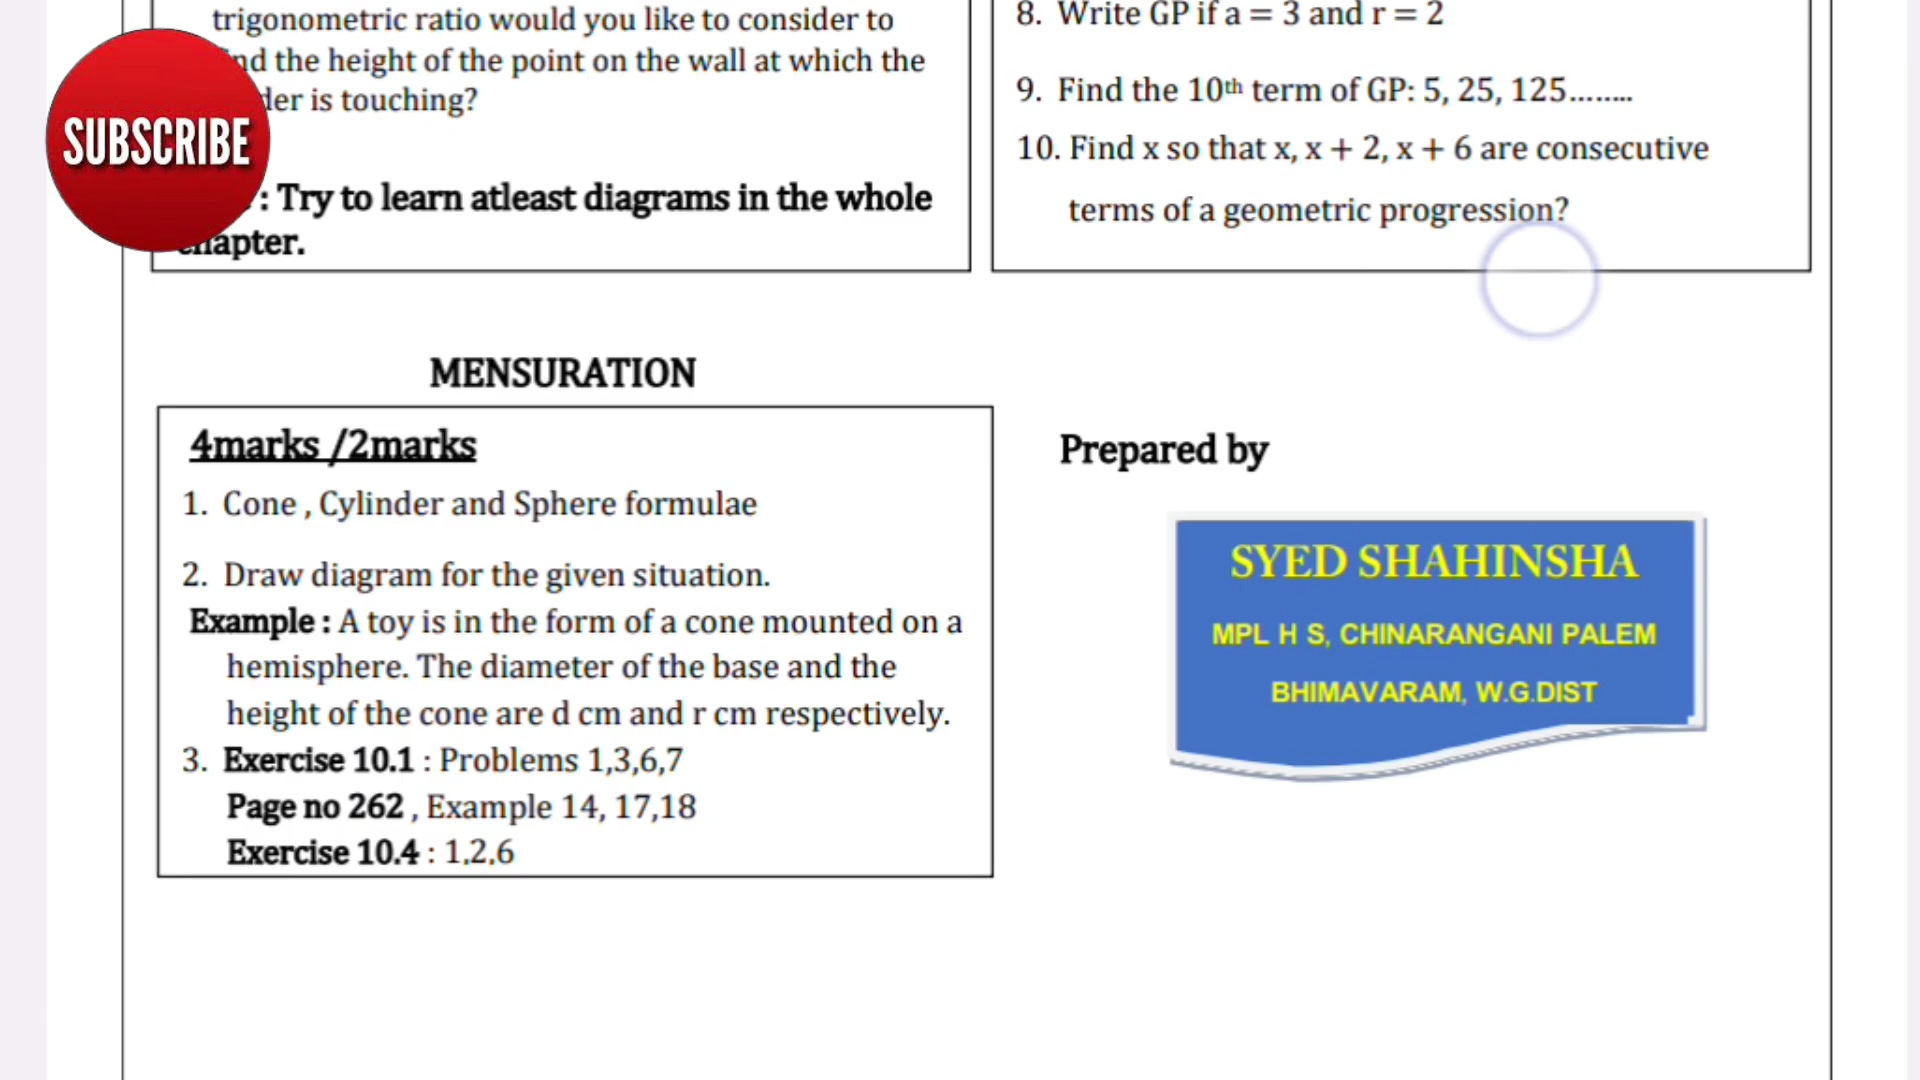 trigonometric ratio would you like to consider to
nd the height of the point on the wall at which the
der is touching?
SUBSCRIBE
: Try to learn atleast diagrams in the whole
chapter.
8. Write GP if a = 3 and r = 2
9. Find the 10th term of GP: 5, 25, 125........
10. Find x so that x, x + 2, x + 6 are consecutive
terms of a geometric progression?
MENSURATION
4marks /2marks
1. Cone , Cylinder and Sphere formulae
2. Draw diagram for the given situation.
Example : A toy is in the form of a cone mounted on a
hemisphere. The diameter of the base and the
height of the cone are d cm and r cm respectively.
3. Exercise 10.1 : Problems 1,3,6,7
Page no 262 , Example 14, 17,18
Exercise 10.4 : 1,2,6
Prepared by
SYED SHAHINSHA
MPL H S, CHINARANGANI PALEM
BHIMAVARAM, W.G.DIST